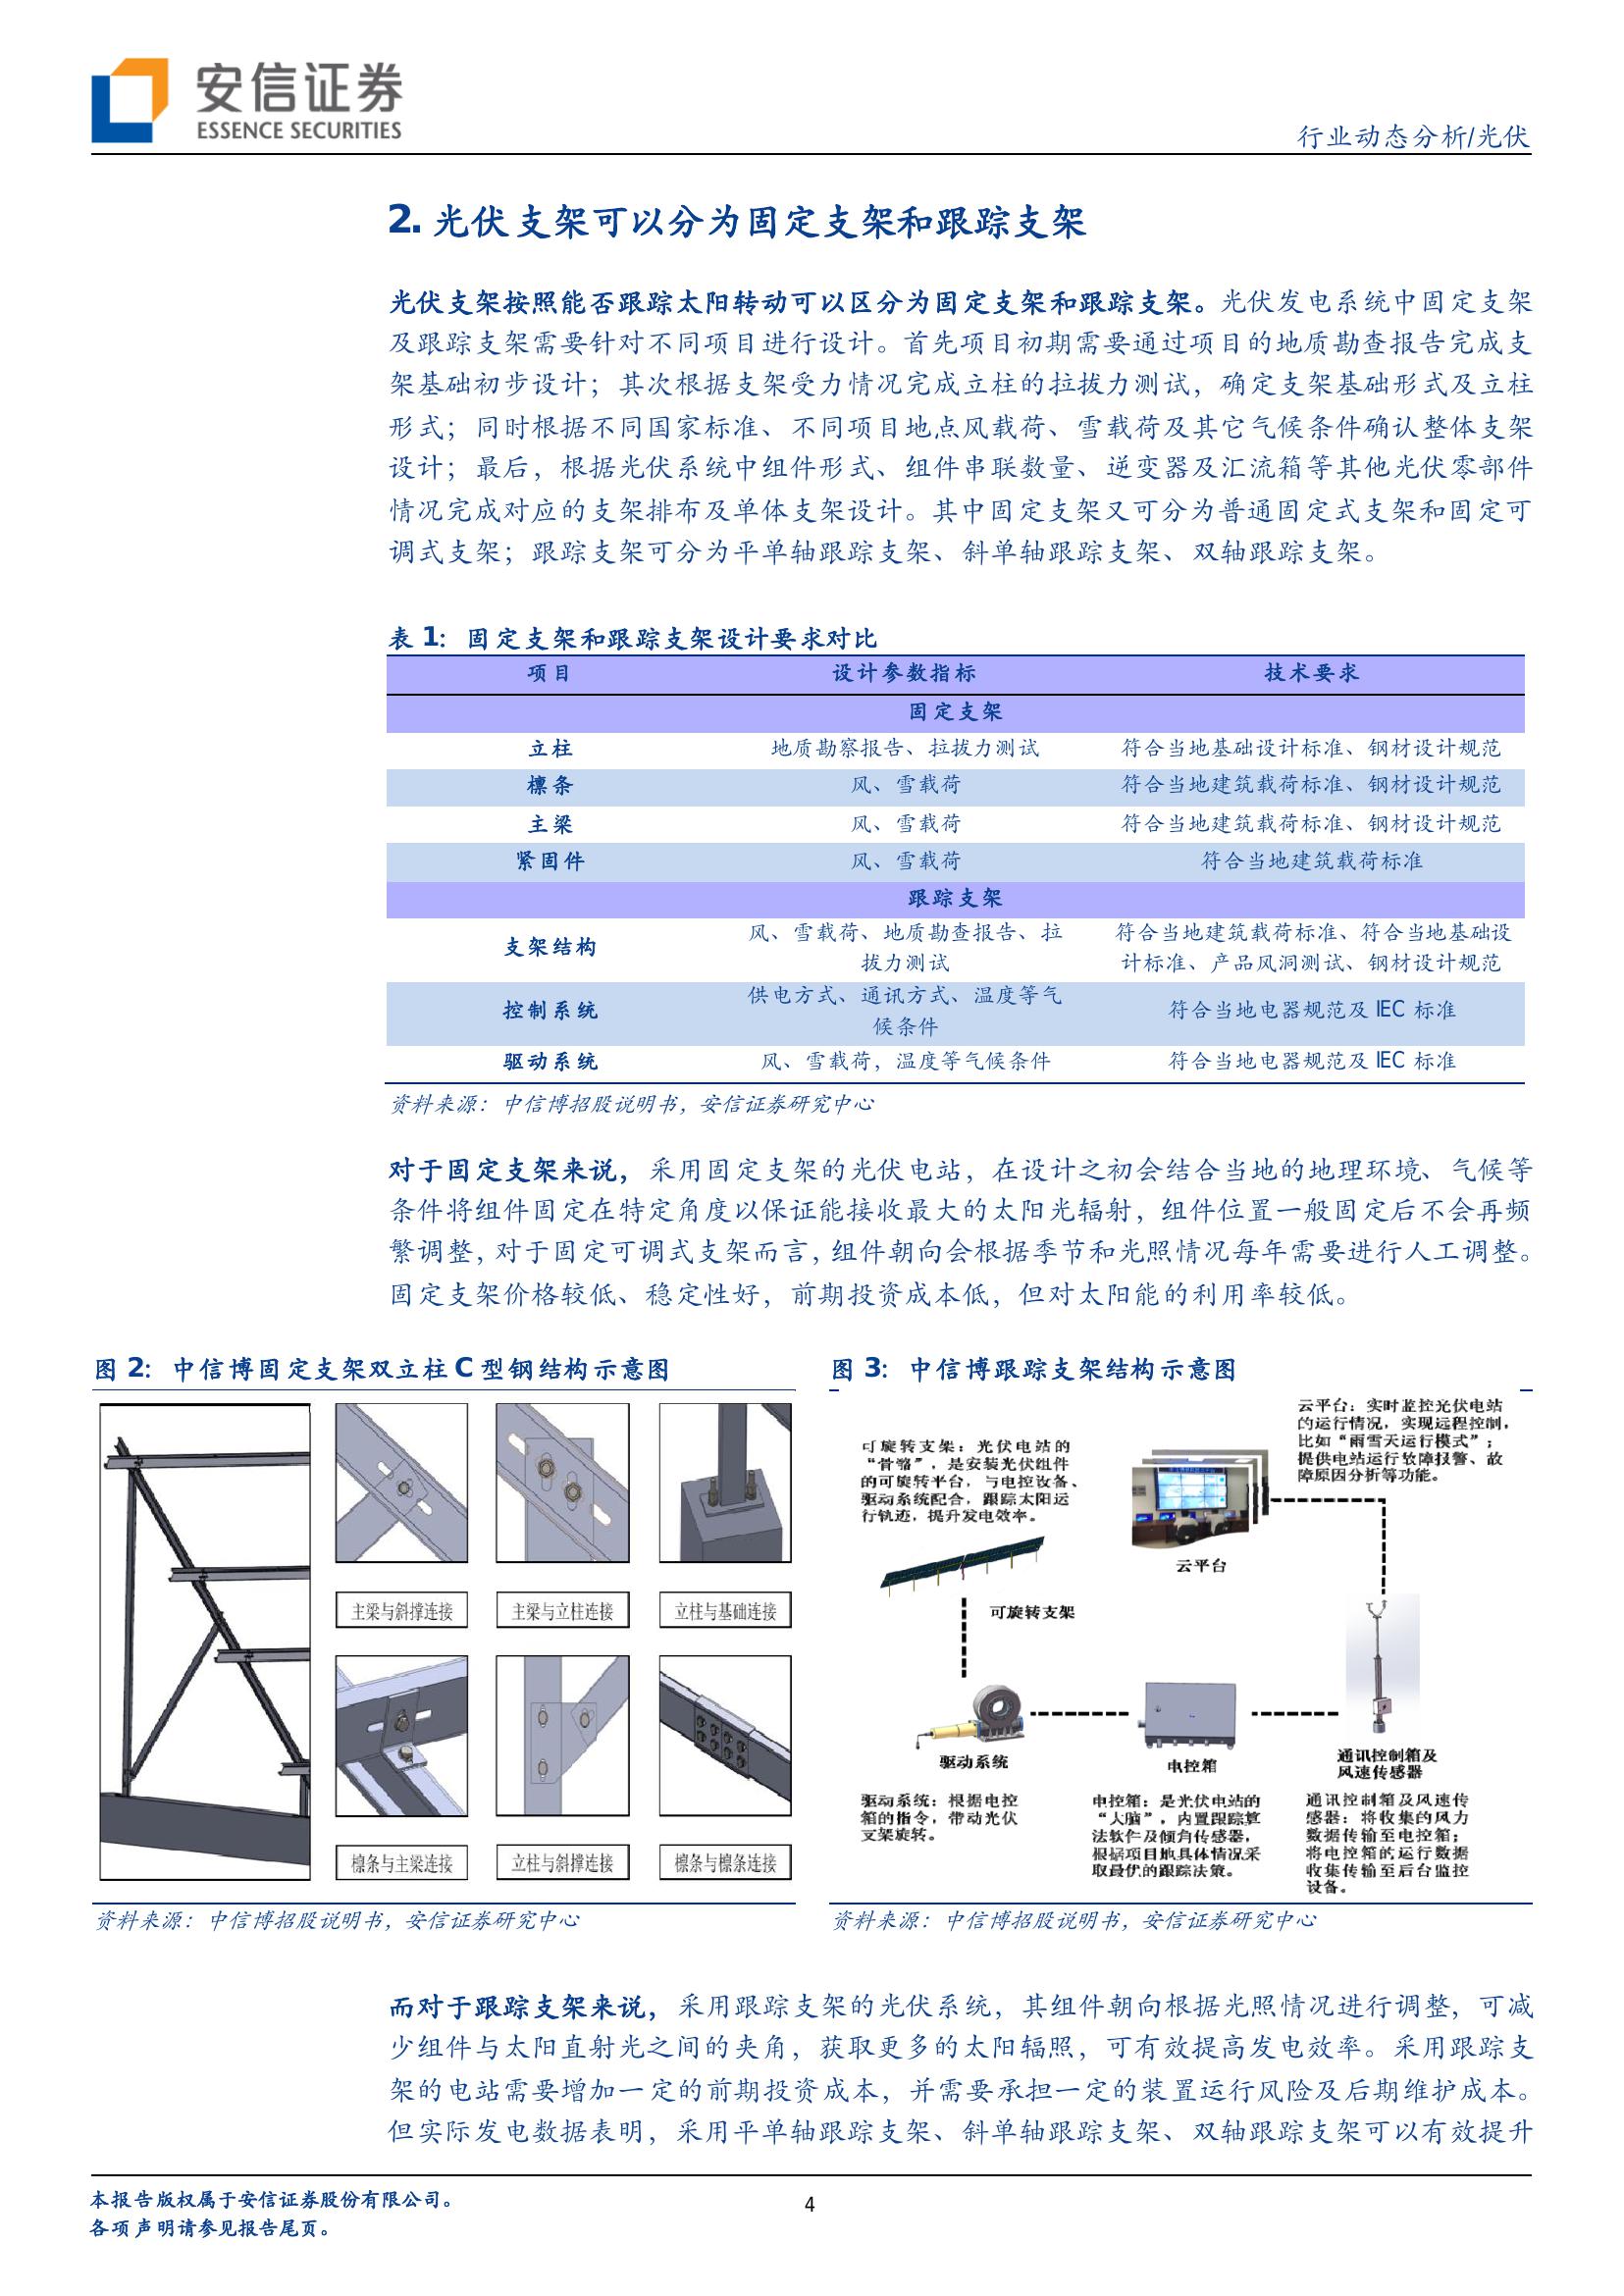 安信证券
ESSENCE SECURITIES
行业动态分析/光伏
2. 光伏支架可以分为固定支架和跟踪支架
光伏支架按照能否跟踪太阳转动可以区分为固定支架和跟踪支架。光伏发电系统中固定支架
及跟踪支架需要针对不同项目进行设计。首先项目初期需要通过项目的地质勘查报告完成支
架基础初步设计；其次根据支架受力情况完成立柱的拉拔力测试，确定支架基础形式及立柱
形式；同时根据不同国家标准、不同项目地点风载荷、雪载荷及其它气候条件确认整体支架
设计；最后，根据光伏系统中组件形式、组件串联数量、逆变器及汇流箱等其他光伏零部件
情况完成对应的支架排布及单体支架设计。其中固定支架又可分为普通固定式支架和固定可
调式支架；跟踪支架可分为平单轴跟踪支架、斜单轴跟踪支架、双轴跟踪支架。
表 1：固定支架和跟踪支架设计要求对比
项目 设计参数指标 技术要求
固定支架
立柱 地质勘察报告、拉拔力测试 符合当地基础设计标准、钢材设计规范
檩条 风、雪载荷 符合当地建筑载荷标准、钢材设计规范
主梁 风、雪载荷 符合当地建筑载荷标准、钢材设计规范
紧固件 风、雪载荷 符合当地建筑载荷标准
跟踪支架
支架结构 风、雪载荷、地质勘查报告、拉 符合当地建筑载荷标准、符合当地基础设
拔力测试 计标准、产品风洞测试、钢材设计规范
控制系统 供电方式、通讯方式、温度等气 符合当地电器规范及 IEC 标准
候条件
驱动系统 风、雪载荷，温度等气候条件 符合当地电器规范及 IEC 标准
资料来源：中信博招股说明书，安信证券研究中心
对于固定支架来说，采用固定支架的光伏电站，在设计之初会结合当地的地理环境、气候等
条件将组件固定在特定角度以保证能接收最大的太阳光辐射，组件位置一般固定后不会再频
繁调整，对于固定可调式支架而言，组件朝向会根据季节和光照情况每年需要进行人工调整。
固定支架价格较低、稳定性好，前期投资成本低，但对太阳能的利用率较低。
图 2：中信博固定支架双立柱 C 型钢结构示意图
主梁与斜撑连接
主梁与立柱连接
立柱与基础连接
檩条与主梁连接
立柱与斜撑连接
檩条与檩条连接
资料来源：中信博招股说明书，安信证券研究中心
图 3：中信博跟踪支架结构示意图
云平台：实时监控光伏电站
的运行情况，实现远程控制，
比如“雨雪天运行模式”；
提供电站运行故障报警、故
障原因分析等功能。
可旋转支架：光伏电站的
“骨骼”，是安装光伏组件
的可旋转平台，与电控设备、
驱动系统配合，跟踪太阳运
行轨迹，提升发电效率。
云平台
可旋转支架
驱动系统
电控箱
通讯控制箱及
风速传感器
驱动系统：根据电控
箱的指令，带动光伏
支架旋转。
电控箱：是光伏电站的
“大脑”，内置跟踪算
法软件及倾角传感器，
根据项目地具体情况采
取最优的跟踪决策。
通讯控制箱及风速传
感器：将收集的风力
数据传输至电控箱；
将电控箱的运行数据
收集传输至后台监控
设备。
资料来源：中信博招股说明书，安信证券研究中心
而对于跟踪支架来说，采用跟踪支架的光伏系统，其组件朝向根据光照情况进行调整，可减
少组件与太阳直射光之间的夹角，获取更多的太阳辐照，可有效提高发电效率。采用跟踪支
架的电站需要增加一定的前期投资成本，并需要承担一定的装置运行风险及后期维护成本。
但实际发电数据表明，采用平单轴跟踪支架、斜单轴跟踪支架、双轴跟踪支架可以有效提升
本报告版权属于安信证券股份有限公司。
各项声明请参见报告尾页。
4